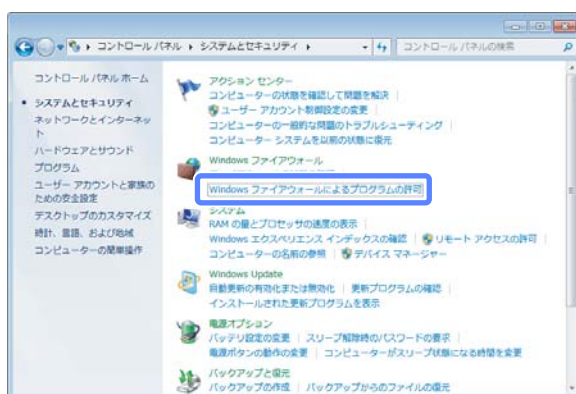 コントロール パネル ▸ システムとセキュリティ ▸
コントロール パネルの検索
コントロール パネル ホーム
• システムとセキュリティ
ネットワークとインターネッ
ト
ハードウェアとサウンド
プログラム
ユーザー アカウントと家族の
ための安全設定
デスクトップのカスタマイズ
時計、言語、および地域
コンピューターの簡単操作
アクション センター
コンピューターの状態を確認して問題を解決
ユーザー アカウント制御設定の変更
コンピューターの一般的な問題のトラブルシューティング
コンピューター システムを以前の状態に復元
Windows ファイアウォール
Windows ファイアウォールによるプログラムの許可
システム
RAM の量とプロセッサの速度の表示
Windows エクスペリエンス インデックスの確認 | リモート アクセスの許可
コンピューターの名前の参照 | デバイス マネージャー
Windows Update
自動更新の有効化または無効化 | 更新プログラムの確認
インストールされた更新プログラムを表示
電源オプション
バッテリ設定の変更 | スリープ解除時のパスワードの要求
電源ボタンの動作の変更 | コンピューターがスリープ状態になる時間を変更
バックアップと復元
バックアップの作成 | バックアップからのファイルの復元